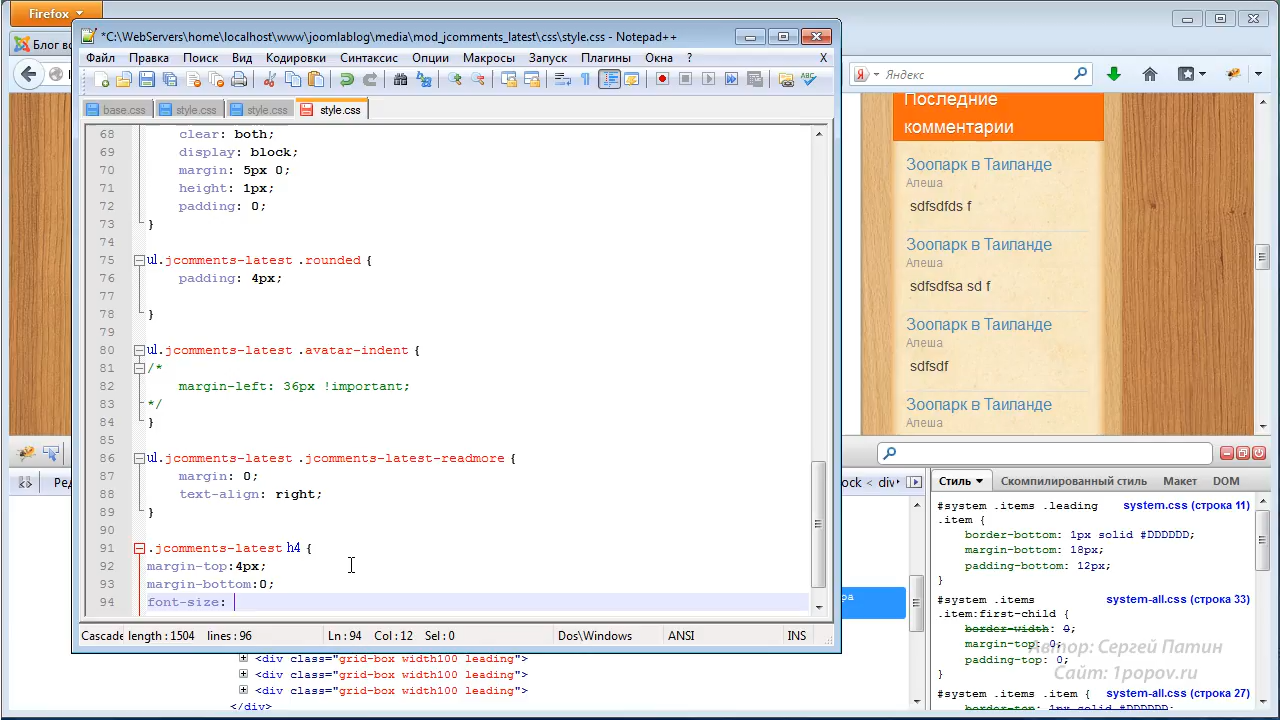 Firefox
Блог во
*C:\WebServers\home\localhost\www\joomlablog\media\mod_jcomments_latest\css\style.css - Notepad++
Файл Правка Поиск Вид Кодировки Синтаксис Опции Макросы Запуск Плагины Окна ?
base.css style.css style.css style.css
68 clear: both;
69 display: block;
70 margin: 5px 0;
71 height: 1px;
72 padding: 0;
73 }
74
75 ul.jcomments-latest .rounded {
76 padding: 4px;
77
78 }
79
80 ul.jcomments-latest .avatar-indent {
81 /*
82 margin-left: 36px !important;
83 */
84 }
85
86 ul.jcomments-latest .jcomments-latest-readmore {
87 margin: 0;
88 text-align: right;
89 }
90
91 .jcomments-latest h4 {
92 margin-top:4px;
93 margin-bottom:0;
94 font-size:
Cascade length : 1504 lines : 96 Ln : 94 Col : 12 Sel : 0 Dos\Windows ANSI INS
Яндекс
Последние
комментарии
Зоопарк в Таиланде
Алеша
sdfsdfds f
Зоопарк в Таиланде
Алеша
sdfsdfsa sd f
Зоопарк в Таиланде
Алеша
sdfsdf
Зоопарк в Таиланде
Алеша
Ред
ock < div
Стиль Скомпилированный стиль Макет DOM
ра
<div class="grid-box width100 leading">
<div class="grid-box width100 leading">
<div class="grid-box width100 leading">
</div>
#system .items .leading system.css (строка 11)
.item {
border-bottom: 1px solid #DDDDDD;
margin-bottom: 18px;
padding-bottom: 12px;
}
#system .items system-all.css (строка 33)
.item:first-child {
border-width: 0;
margin-top: 0;
padding-top: 0;
}
#system .items .item { system-all.css (строка 27)
border-top: 1px solid #DDDDDD;
Автор: Сергей Патин
Сайт: 1popov.ru